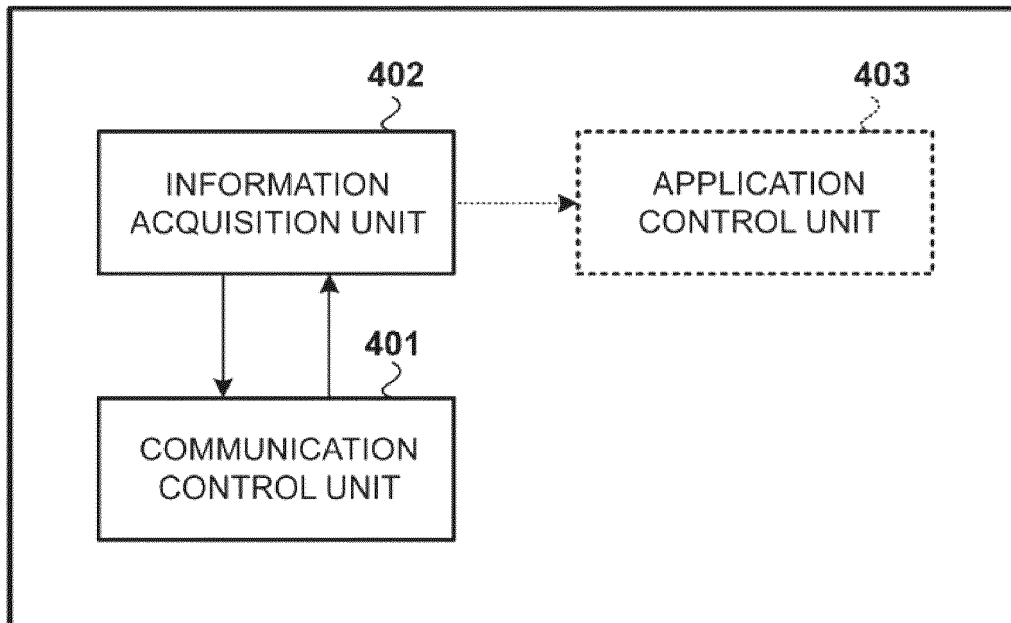 402
INFORMATION
ACQUISITION UNIT
403
APPLICATION
CONTROL UNIT
401
COMMUNICATION
CONTROL UNIT